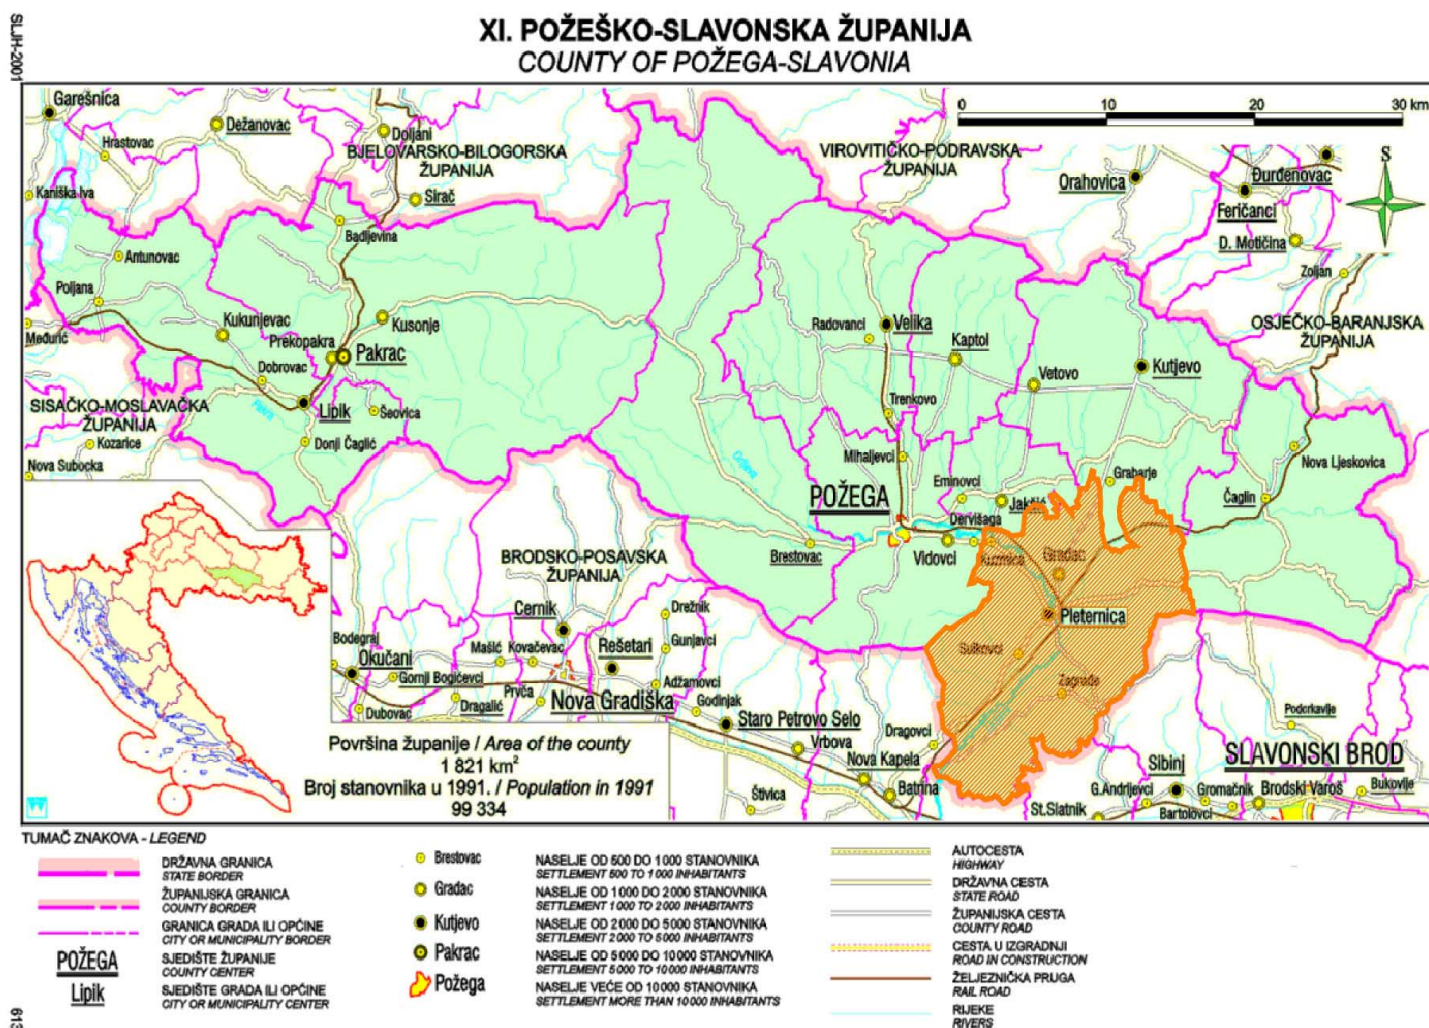 SLJH-2001
XI. POŽEŠKO-SLAVONSKA ŽUPANIJA
COUNTY OF POŽEGA-SLAVONIA
Garešnica
Dežanovac
Hrastovac
Doljani
BJELOVARSKO-BILOGORSKA
ŽUPANIJA
VIROVITIČKO-PODRAVSKA
ŽUPANIJA
0 10 20 30 km
S
Kaniška Iva
Sirač
Orahovica
Đurđenovac
Feričanci
D. Motičina
Zoljan
Badljevina
Antunovac
Poljana
Međurić
Kukunjevac
Kusonje
Prekopakra
Pakrac
Dobrovac
Radovanci
Velika
Kaptol
Vetovo
Kutjevo
OSJEČKO-BARANJSKA
ŽUPANIJA
SISAČKO-MOSLAVAČKA
ŽUPANIJA
Lipik
Šeovica
Kozarice
Donji Čaglić
Nova Subocka
Trenkovo
Mihaljevci
Orljava
Nova Ljeskovica
Grabarje
Čaglin
POŽEGA
Eminovci
Jakšić
Dervišaga
Vidovci
Kuzmica
Gradac
Brestovac
BRODSKO-POSAVSKA
ŽUPANIJA
Cernik
Drežnik
Pleternica
Bodegraj
Okučani
Mašić
Kovačevac
Rešetari
Gunjavci
Sulkovci
Gornji Bogićevci
Prvča
Adžamovci
Zagrađe
Dubovac
Dragalić
Nova Gradiška
Godinjak
Staro Petrovo Selo
Vrbova
Dragovci
Nova Kapela
Batrina
Štivica
Podcrkavlje
SLAVONSKI BROD
Sibinj
G.Andrijevci
Gromačnik
Brodski Varoš
Bukovlje
St.Slatnik
Bartolovci
Površina županije / Area of the county
1 821 km²
Broj stanovnika u 1991. / Population in 1991
99 334
TUMAČ ZNAKOVA - LEGEND
DRŽAVNA GRANICA
STATE BORDER
ŽUPANIJSKA GRANICA
COUNTY BORDER
GRANICA GRADA ILI OPĆINE
CITY OR MUNICIPALITY BORDER
POŽEGA
SJEDIŠTE ŽUPANIJE
COUNTY CENTER
Lipik
SJEDIŠTE GRADA ILI OPĆINE
CITY OR MUNICIPALITY CENTER
Brestovac
NASELJE OD 500 DO 1000 STANOVNIKA
SETTLEMENT 500 TO 1000 INHABITANTS
Gradac
NASELJE OD 1000 DO 2000 STANOVNIKA
SETTLEMENT 1000 TO 2000 INHABITANTS
Kutjevo
NASELJE OD 2000 DO 5000 STANOVNIKA
SETTLEMENT 2000 TO 5000 INHABITANTS
Pakrac
NASELJE OD 5000 DO 10000 STANOVNIKA
SETTLEMENT 5000 TO 10000 INHABITANTS
Požega
NASELJE VEĆE OD 10000 STANOVNIKA
SETTLEMENT MORE THAN 10000 INHABITANTS
AUTOCESTA
HIGHWAY
DRŽAVNA CESTA
STATE ROAD
ŽUPANIJSKA CESTA
COUNTY ROAD
CESTA U IZGRADNJI
ROAD IN CONSTRUCTION
ŽELJEZNIČKA PRUGA
RAIL ROAD
RIJEKE
RIVERS